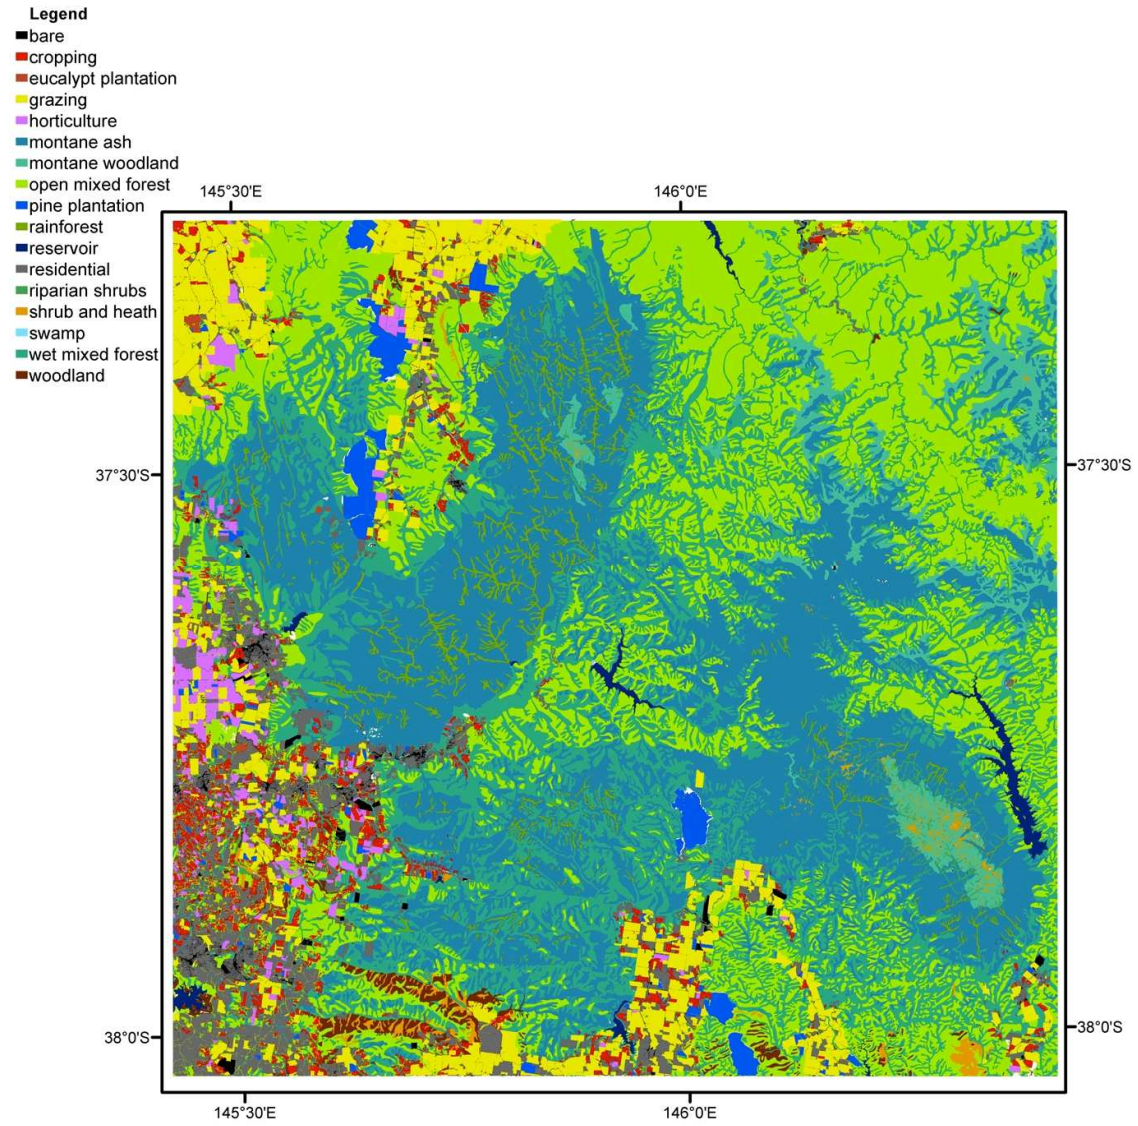 Legend
bare
cropping
eucalypt plantation
grazing
horticulture
montane ash
montane woodland
open mixed forest
pine plantation
rainforest
reservoir
residential
riparian shrubs
shrub and heath
swamp
wet mixed forest
woodland
145°30'E
146°0'E
37°30'S
37°30'S
38°0'S
38°0'S
145°30'E
146°0'E